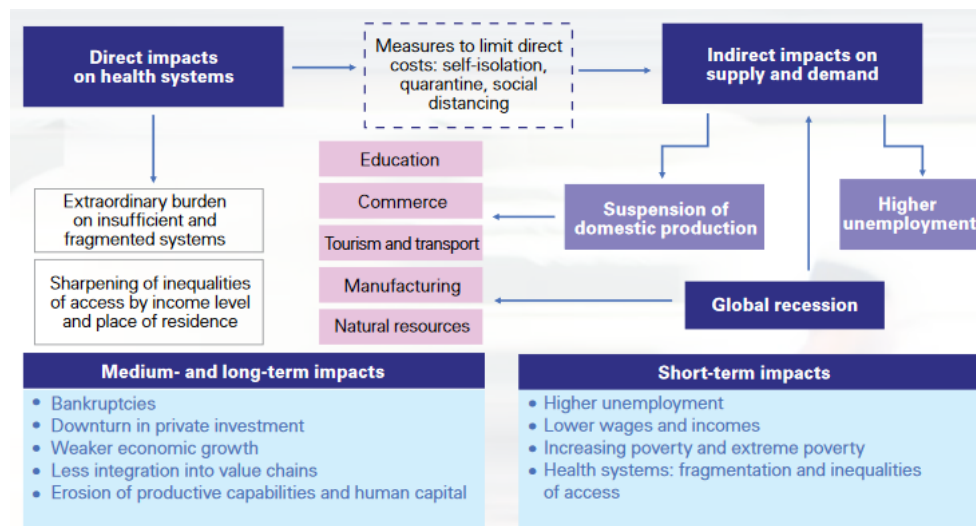 Direct impacts
on health systems
Measures to limit direct
costs: self-isolation,
quarantine, social
distancing
Indirect impacts on
supply and demand
Extraordinary burden
on insufficient and
fragmented systems
Sharpening of inequalities
of access by income level
and place of residence
Education
Commerce
Tourism and transport
Manufacturing
Natural resources
Suspension of
domestic production
Higher
unemployment
Global recession
Medium- and long-term impacts
• Bankruptcies
• Downturn in private investment
• Weaker economic growth
• Less integration into value chains
• Erosion of productive capabilities and human capital
Short-term impacts
• Higher unemployment
• Lower wages and incomes
• Increasing poverty and extreme poverty
• Health systems: fragmentation and inequalities
of access